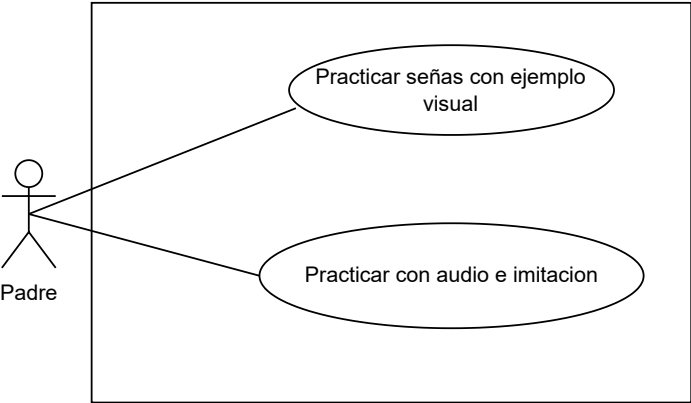 Practicar señas con ejemplo
visual
Practicar con audio e imitacion
Padre